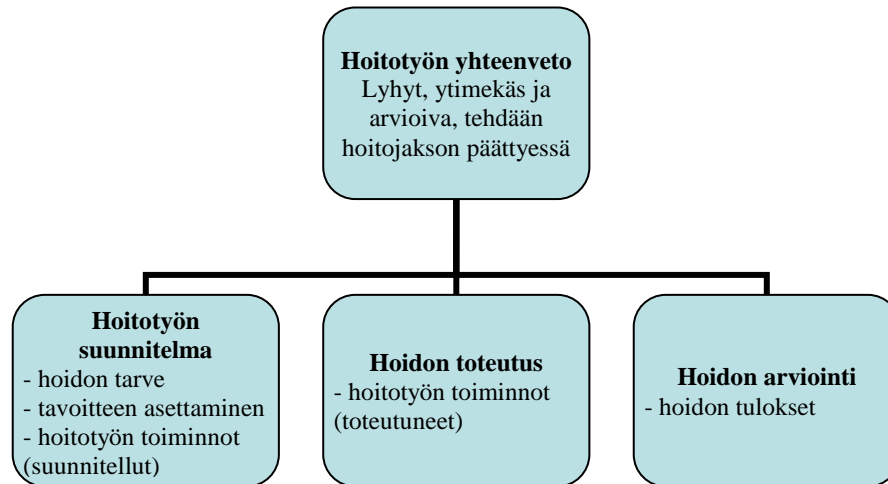 Hoitotyön yhteenveto
Lyhyt, ytimekäs ja
arvioiva, tehdään
hoitojakson päättyessä
Hoitotyön
suunnitelma
- hoidon tarve
- tavoitteen asettaminen
- hoitotyön toiminnot
(suunnitellut)
Hoidon toteutus
- hoitotyön toiminnot
(toteutuneet)
Hoidon arviointi
- hoidon tulokset